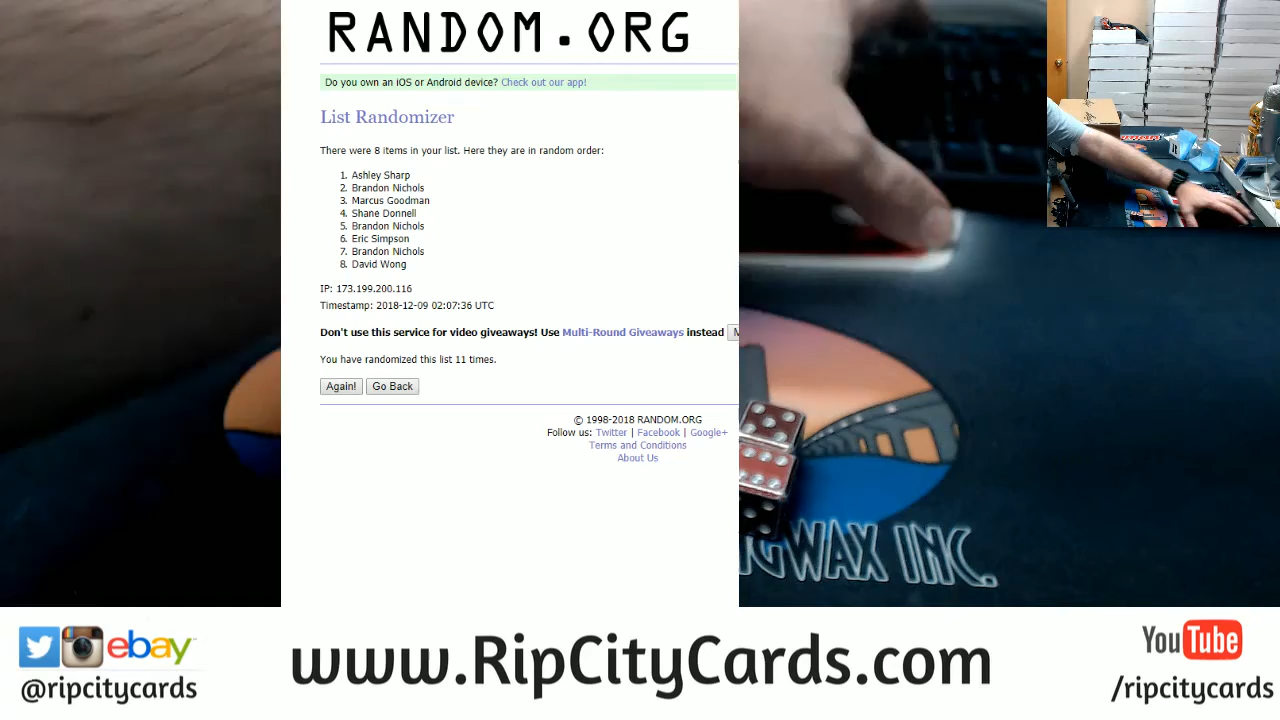 RANDOM.ORG
Do you own an iOS or Android device? Check out our app!
List Randomizer
There were 8 items in your list. Here they are in random order:
1. Ashley Sharp
2. Brandon Nichols
3. Marcus Goodman
4. Shane Donnell
5. Brandon Nichols
6. Eric Simpson
7. Brandon Nichols
8. David Wong
IP: 173.199.200.116
Timestamp: 2018-12-09 02:07:36 UTC
Don't use this service for video giveaways! Use Multi-Round Giveaways instead
You have randomized this list 11 times.
Again! Go Back
© 1998-2018 RANDOM.ORG
Follow us: Twitter | Facebook | Google+
Terms and Conditions
About Us
GWAX INC.
ebay
@ripcitycards
www.RipCityCards.com
YouTube
/ripcitycards